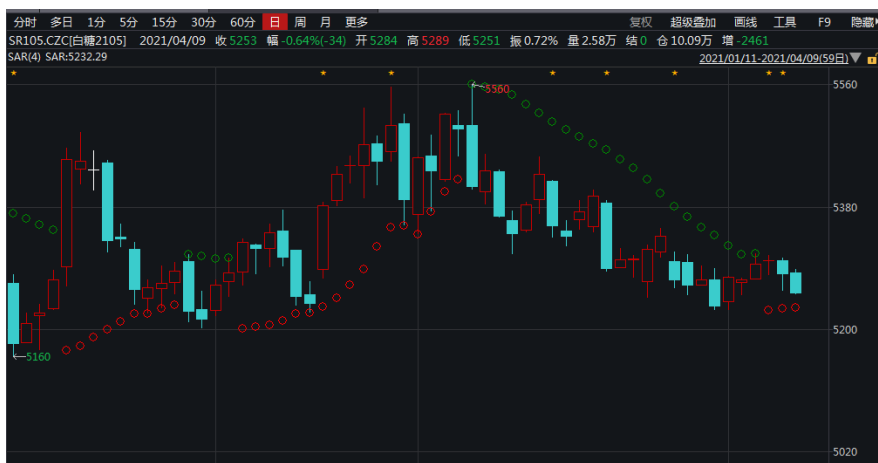 分时 多日 1分 5分 15分 30分 60分 日 周 月 更多 复权 超级叠加 画线 工具 F9 隐藏
SR105.CZC[白糖2105] 2021/04/09 收5253 幅-0.64%(-34) 开5284 高5289 低5251 振0.72% 量2.58万 结0 仓10.09万 增-2461
SAR(4) SAR:5232.29 2021/01/11-2021/04/09(59日)
5560
5560
5380
5200
5160
5020